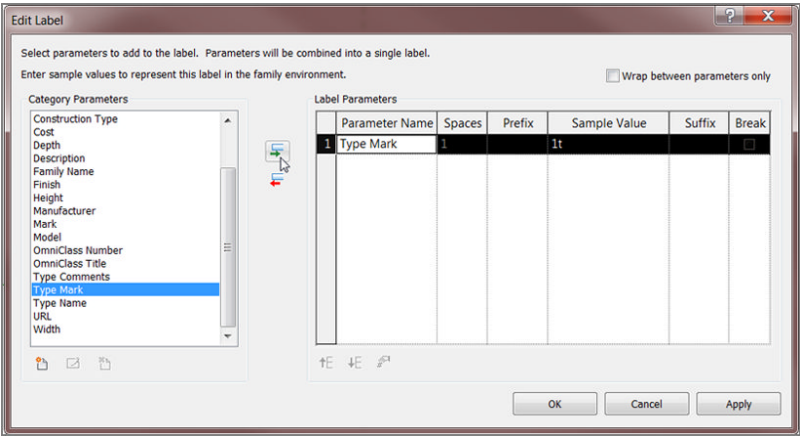 Edit Label
Select parameters to add to the label. Parameters will be combined into a single label.
Enter sample values to represent this label in the family environment.
Wrap between parameters only
Category Parameters
Construction Type
Cost
Depth
Description
Family Name
Finish
Height
Manufacturer
Mark
Model
OmniClass Number
OmniClass Title
Type Comments
Type Mark
Type Name
URL
Width
Label Parameters
Parameter Name Spaces Prefix Sample Value Suffix Break
1 Type Mark 1 1t
OK Cancel Apply